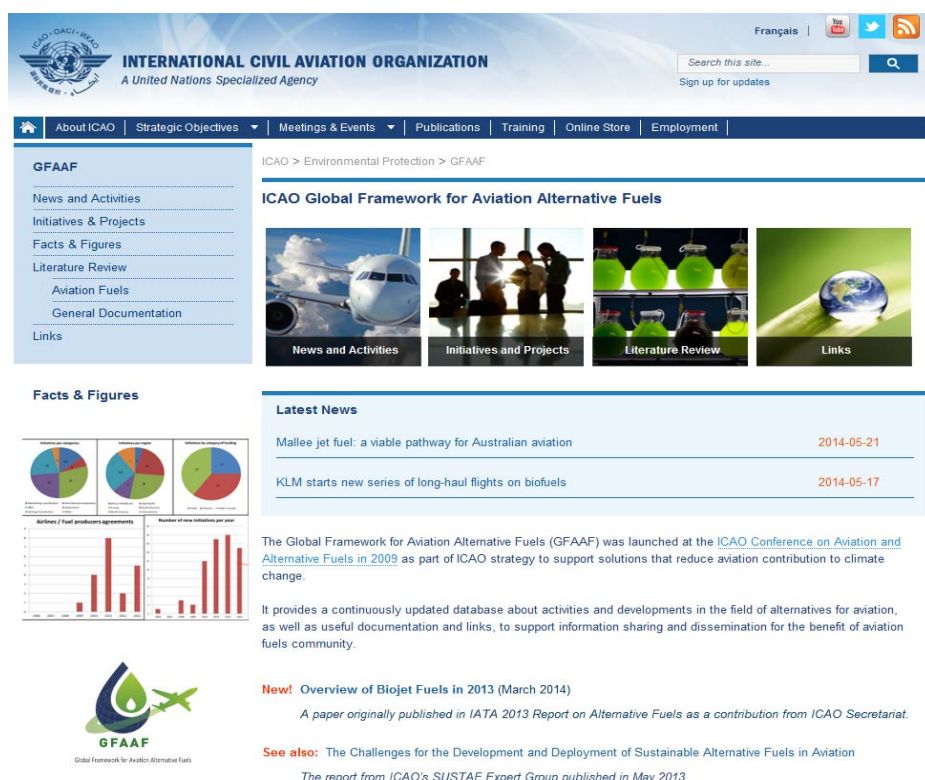 Français |
You Tube
INTERNATIONAL CIVIL AVIATION ORGANIZATION
A United Nations Specialized Agency
Search this site...
Sign up for updates
About ICAO | Strategic Objectives | Meetings & Events | Publications | Training | Online Store | Employment |
GFAAF
News and Activities
Initiatives & Projects
Facts & Figures
Literature Review
Aviation Fuels
General Documentation
Links
Facts & Figures
Initiatives per categories
Initiatives per region
Initiatives by category of funding
Airlines / Fuel producers agreements
Number of new initiatives per year
GFAAF
Global Framework for Aviation Alternative Fuels
ICAO > Environmental Protection > GFAAF
ICAO Global Framework for Aviation Alternative Fuels
News and Activities
Initiatives and Projects
Literature Review
Links
Latest News
Mallee jet fuel: a viable pathway for Australian aviation 2014-05-21
KLM starts new series of long-haul flights on biofuels 2014-05-17
The Global Framework for Aviation Alternative Fuels (GFAAF) was launched at the ICAO Conference on Aviation and
Alternative Fuels in 2009 as part of ICAO strategy to support solutions that reduce aviation contribution to climate
change.
It provides a continuously updated database about activities and developments in the field of alternatives for aviation,
as well as useful documentation and links, to support information sharing and dissemination for the benefit of aviation
fuels community.
New! Overview of Biojet Fuels in 2013 (March 2014)
A paper originally published in IATA 2013 Report on Alternative Fuels as a contribution from ICAO Secretariat.
See also: The Challenges for the Development and Deployment of Sustainable Alternative Fuels in Aviation
The report from ICAO's SUSTAF Expert Group published in May 2013